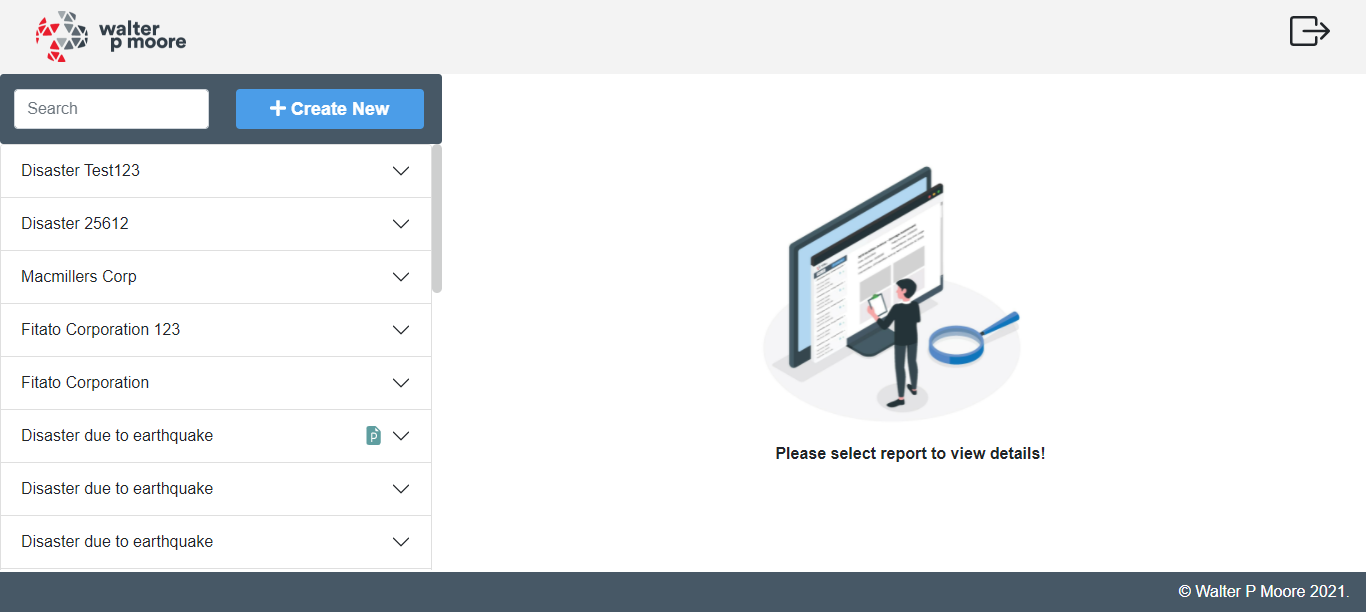 walter
p moore
Search
Create New
Disaster Test123
Disaster 25612
Macmillers Corp
Fitato Corporation 123
Fitato Corporation
Disaster due to earthquake
P
Disaster due to earthquake
Disaster due to earthquake
Please select report to view details!
© Walter P Moore 2021.